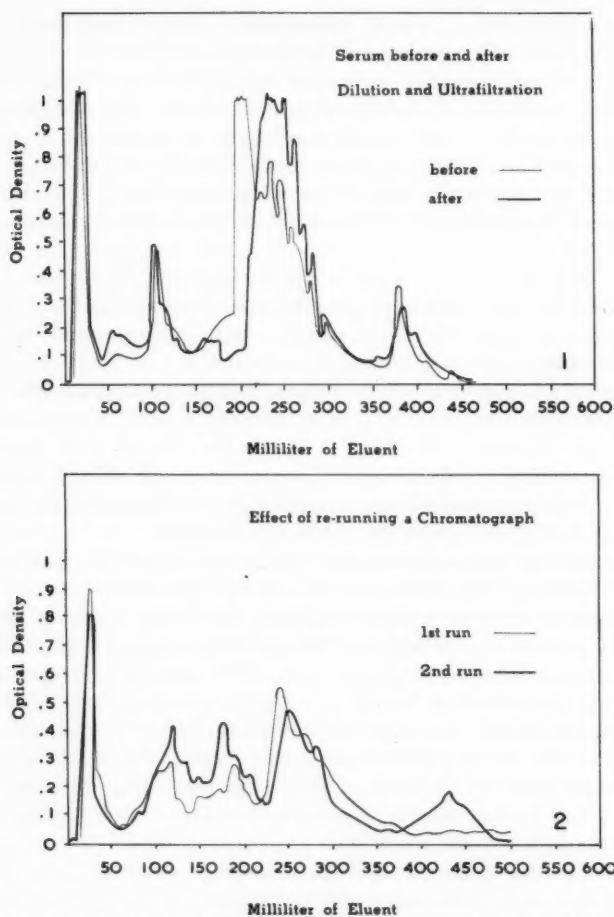 Serum before and after
Dilution and Ultrafiltration
before
after
Optical Density
1
.9
.8
.7
.6
.5
.4
.3
.2
.1
0
50 100 150 200 250 300 350 400 450 500 550 600
1
Milliliter of Eluent
Effect of re-running a Chromatograph
1st run
2nd run
Optical Density
1
.9
.8
.7
.6
.5
.4
.3
.2
.1
0
50 100 150 200 250 300 350 400 450 500 550 600
2
Milliliter of Eluent